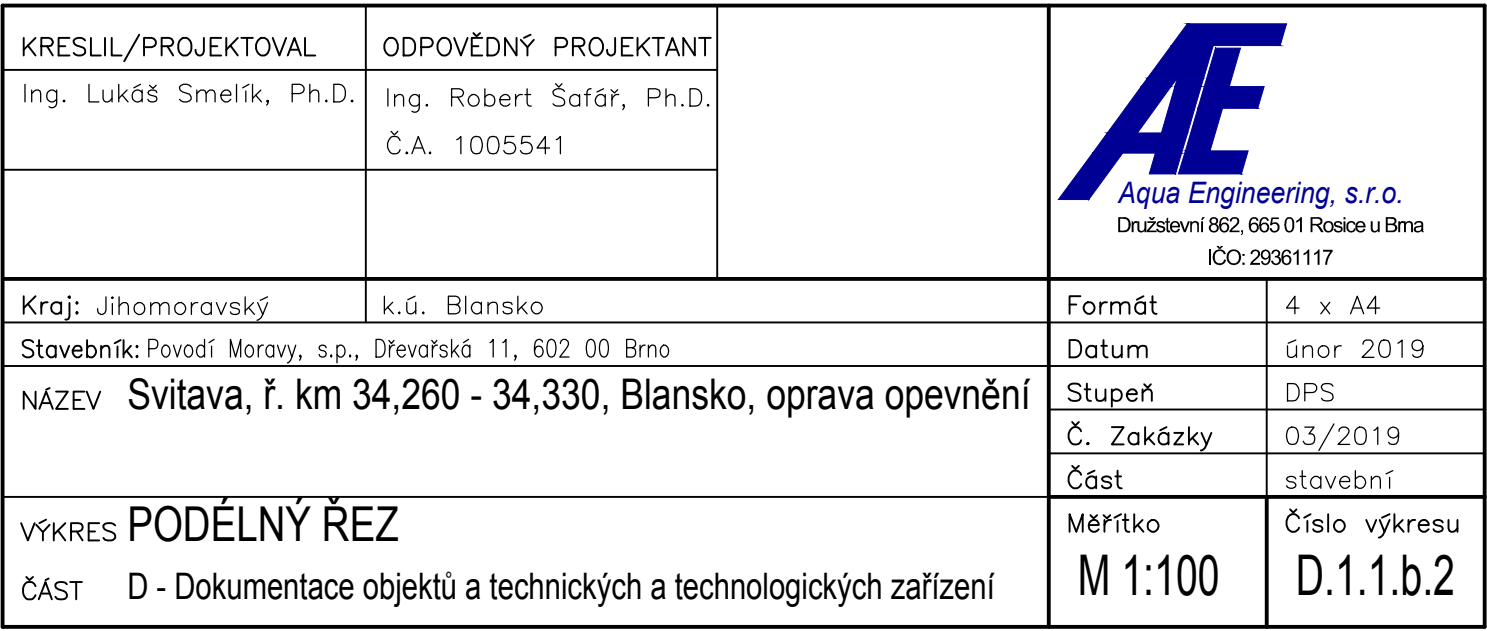 KRESLIL/PROJEKTOVAL
ODPOVĚDNÝ PROJEKTANT
Ing. Lukáš Smelík, Ph.D.
Ing. Robert Šafář, Ph.D.
Č.A. 1005541
AE
Aqua Engineering, s.r.o.
Družstevní 862, 665 01 Rosice u Brna
IČO: 29361117
Kraj: Jihomoravský
k.ú. Blansko
Formát
4 x A4
Stavebník: Povodí Moravy, s.p., Dřevařská 11, 602 00 Brno
Datum
únor 2019
NÁZEV Svitava, ř. km 34,260 - 34,330, Blansko, oprava opevnění
Stupeň
DPS
Č. Zakázky
03/2019
Část
stavební
VÝKRES PODÉLNÝ ŘEZ
Měřítko
Číslo výkresu
ČÁST D - Dokumentace objektů a technických a technologických zařízení
M 1:100
D.1.1.b.2